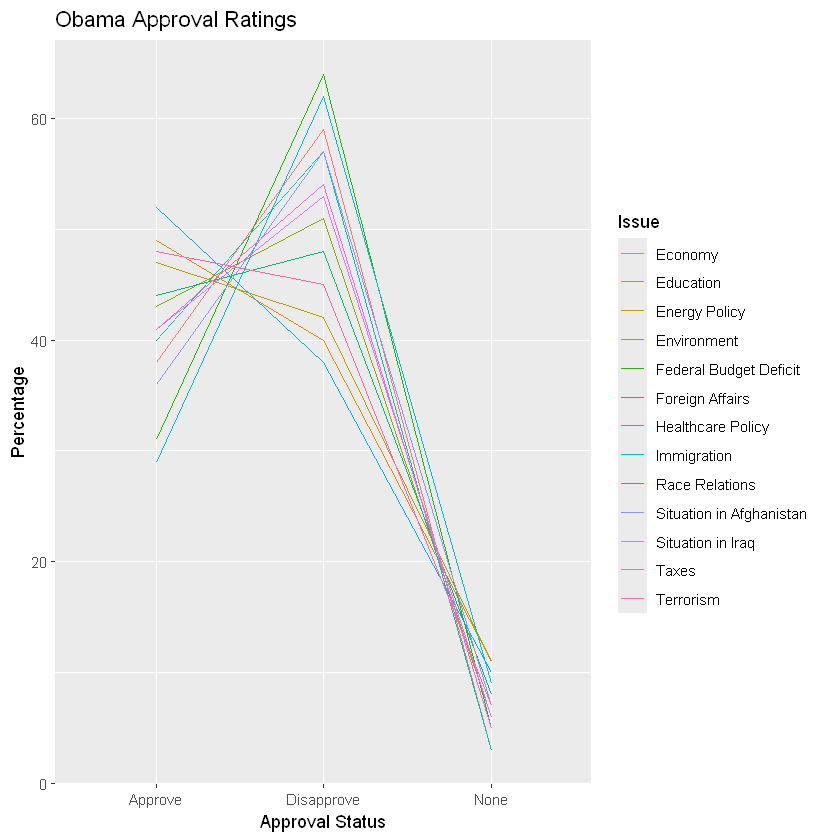 Obama Approval Ratings
60
40
20
0
Percentage
Approve Disapprove None
Approval Status
Issue
Economy
Education
Energy Policy
Environment
Federal Budget Deficit
Foreign Affairs
Healthcare Policy
Immigration
Race Relations
Situation in Afghanistan
Situation in Iraq
Taxes
Terrorism